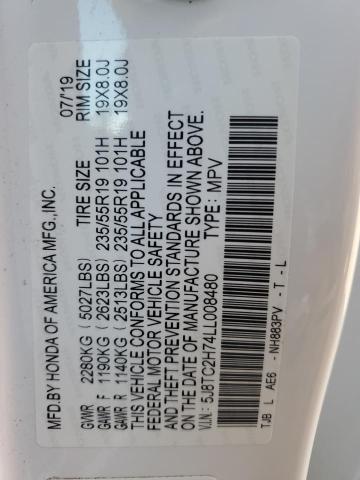 MFD.BY HONDA OF AMERICA MFG.,INC. 07/19
TIRE SIZE RIM SIZE
GVWR 2280KG (5027LBS)
GAWR F 1190KG (2623LBS) 235/55R19 101H 19X8.0J
GAWR R 1140KG (2513LBS) 235/55R19 101H 19X8.0J
THIS VEHICLE CONFORMS TO ALL APPLICABLE
FEDERAL MOTOR VEHICLE SAFETY
AND THEFT PREVENTION STANDARDS IN EFFECT
ON THE DATE OF MANUFACTURE SHOWN ABOVE.
V.I.N.: 5J8TC2H74LL008480 TYPE: MPV
TJB L AE6 - NH883PV - T - L